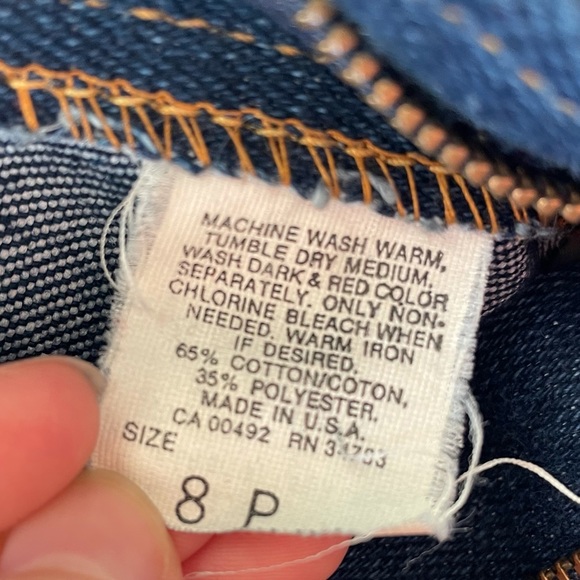 MACHINE WASH WARM,
TUMBLE DRY MEDIUM.
WASH DARK & RED COLOR
SEPARATELY. ONLY NON-
CHLORINE BLEACH WHEN
NEEDED. WARM IRON
IF DESIRED.
65% COTTON/COTON,
35% POLYESTER.
MADE IN U.S.A.
CA 00492 RN
SIZE
8 P